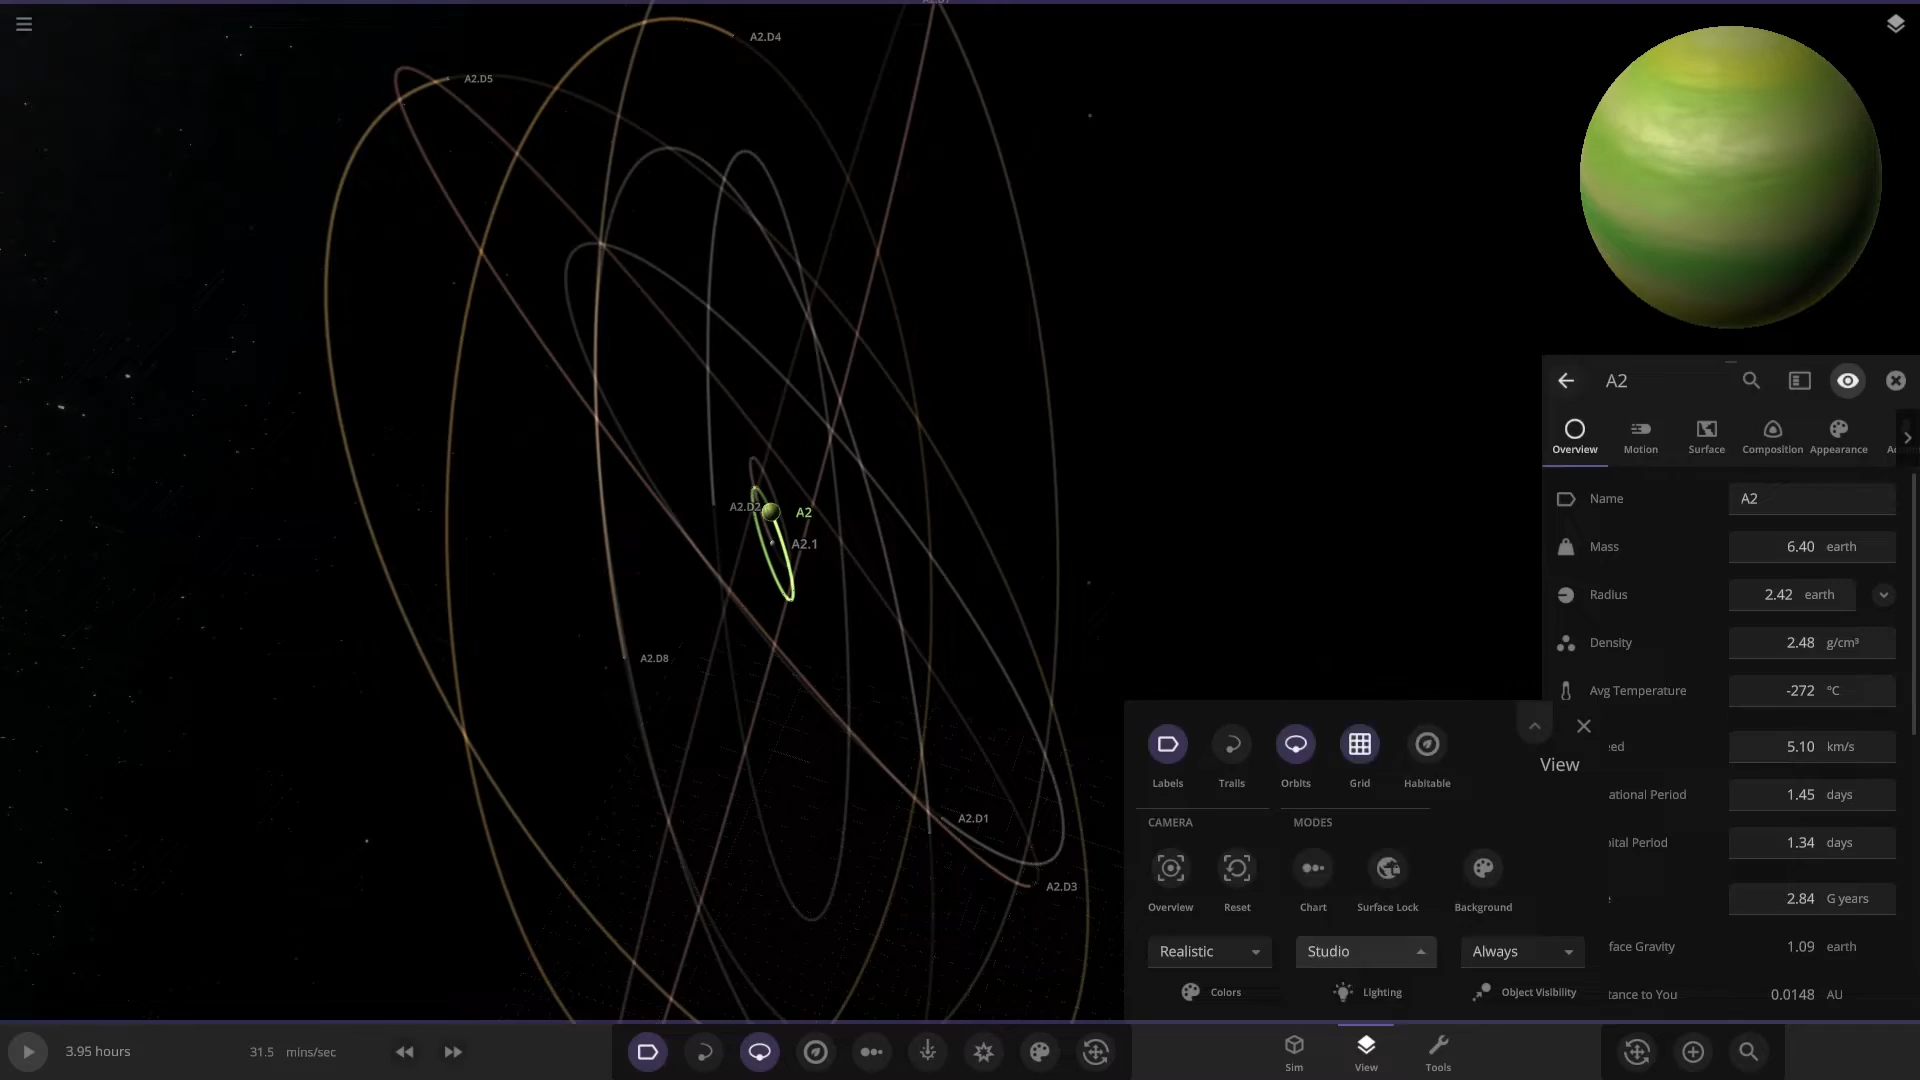 A2.D4
A2.D5
A2.D2
A2
A2.1
A2.D8
A2.D1
A2.D3
A2
Overview
Motion
Surface
Composition
Appearance
Name A2
Mass 6.40 earth
Radius 2.42 earth
Density 2.48 g/cm³
Avg Temperature -272 °C
eed 5.10 km/s
ational Period 1.45 days
ital Period 1.34 days
2.84 G years
face Gravity 1.09 earth
tance to You 0.0148 AU
View
Labels
Trails
Orbits
Grid
Habitable
CAMERA
MODES
Overview
Reset
Chart
Surface Lock
Background
Realistic
Studio
Always
Colors
Lighting
Object Visibility
3.95 hours
31.5 mins/sec
Sim
View
Tools